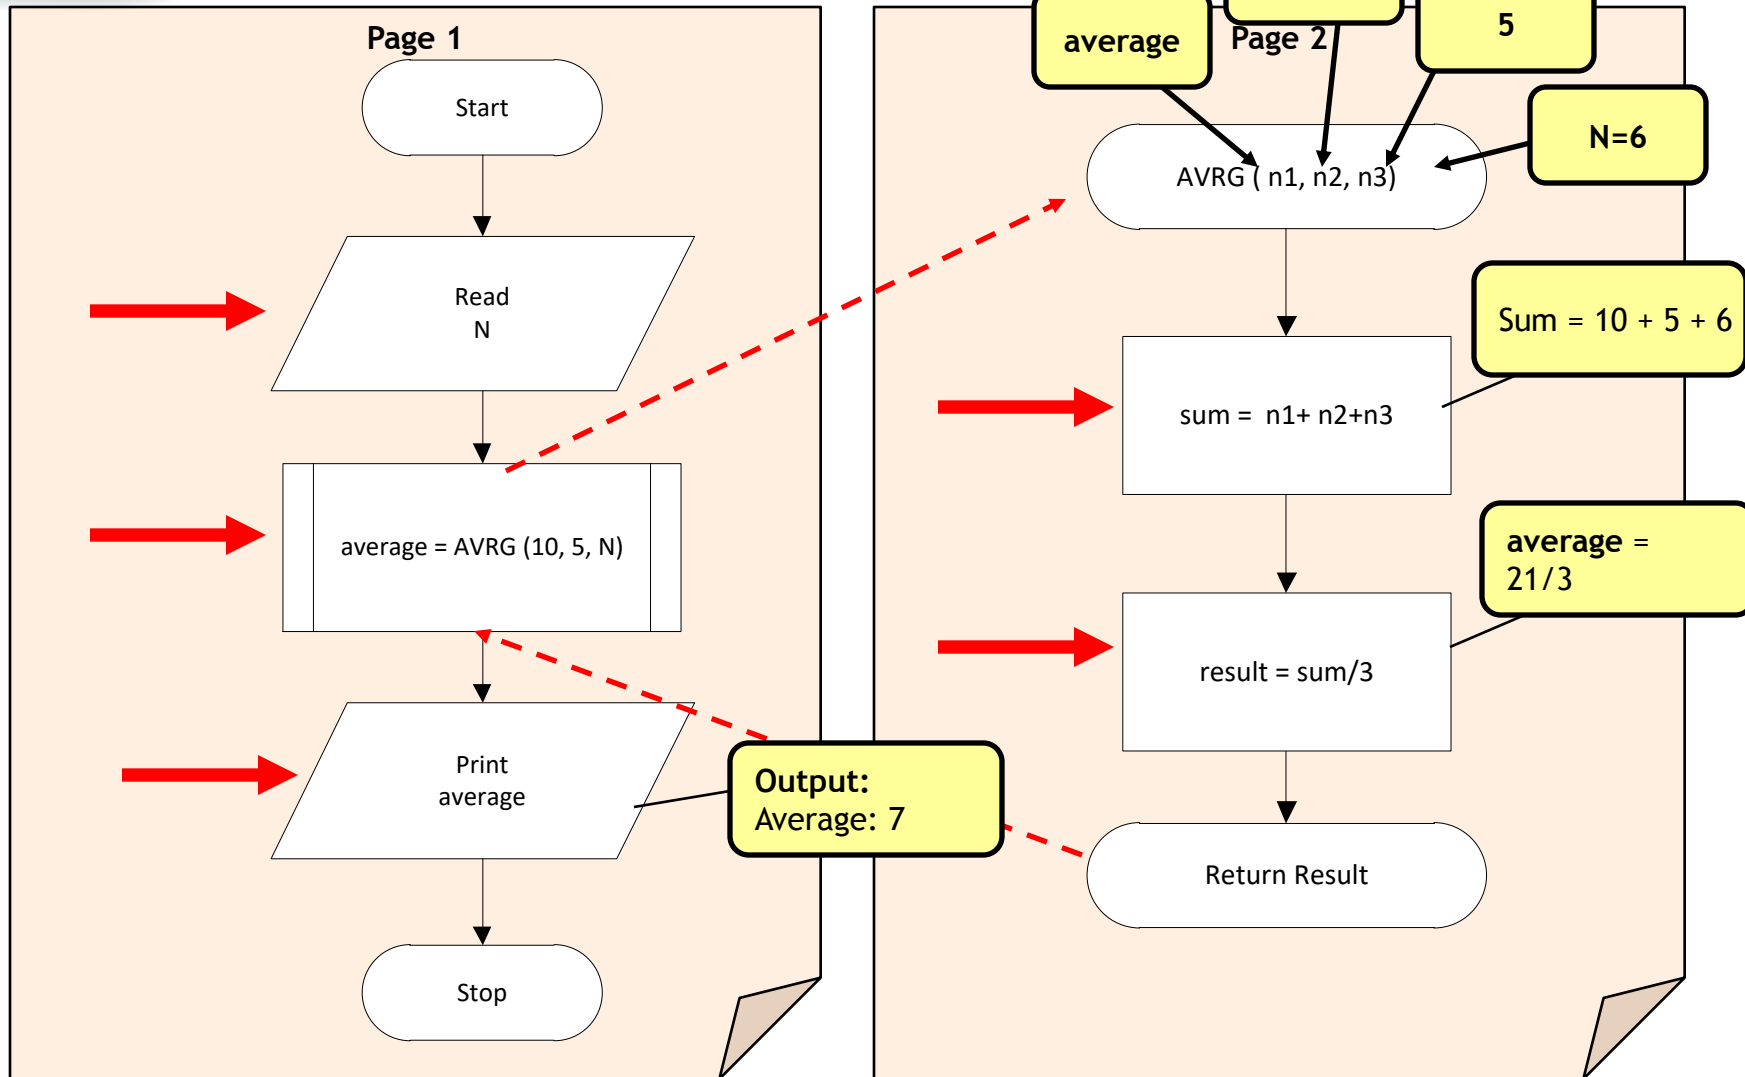 Page 1
Start
Read
N
average = AVRG (10, 5, N)
Print
average
Stop
Output:
Average: 7
average
Page 2
5
N=6
AVRG ( n1, n2, n3)
Sum = 10 + 5 + 6
sum =  n1+ n2+n3
average =
21/3
result = sum/3
Return Result